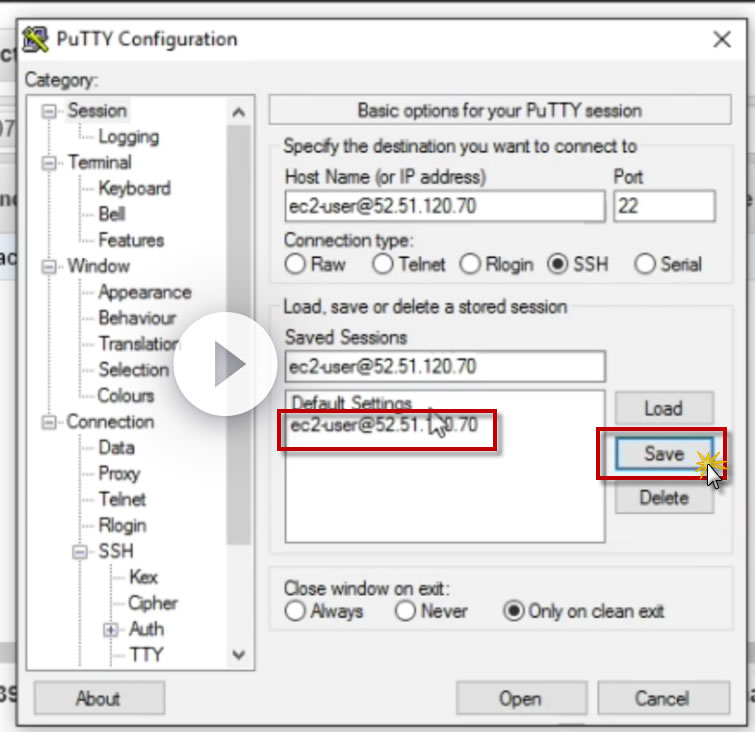 PuTTY Configuration
Category:
Session
Logging
Terminal
Keyboard
Bell
Features
Window
Appearance
Behaviour
Translation
Selection
Colours
Connection
Data
Proxy
Telnet
Rlogin
SSH
Kex
Cipher
Auth
TTY
Basic options for your PuTTY session
Specify the destination you want to connect to
Host Name (or IP address) Port
ec2-user@52.51.120.70 22
Connection type:
Raw Telnet Rlogin SSH Serial
Load, save or delete a stored session
Saved Sessions
ec2-user@52.51.120.70
Default Settings
ec2-user@52.51.120.70
Load
Save
Delete
Close window on exit:
Always Never Only on clean exit
About Open Cancel